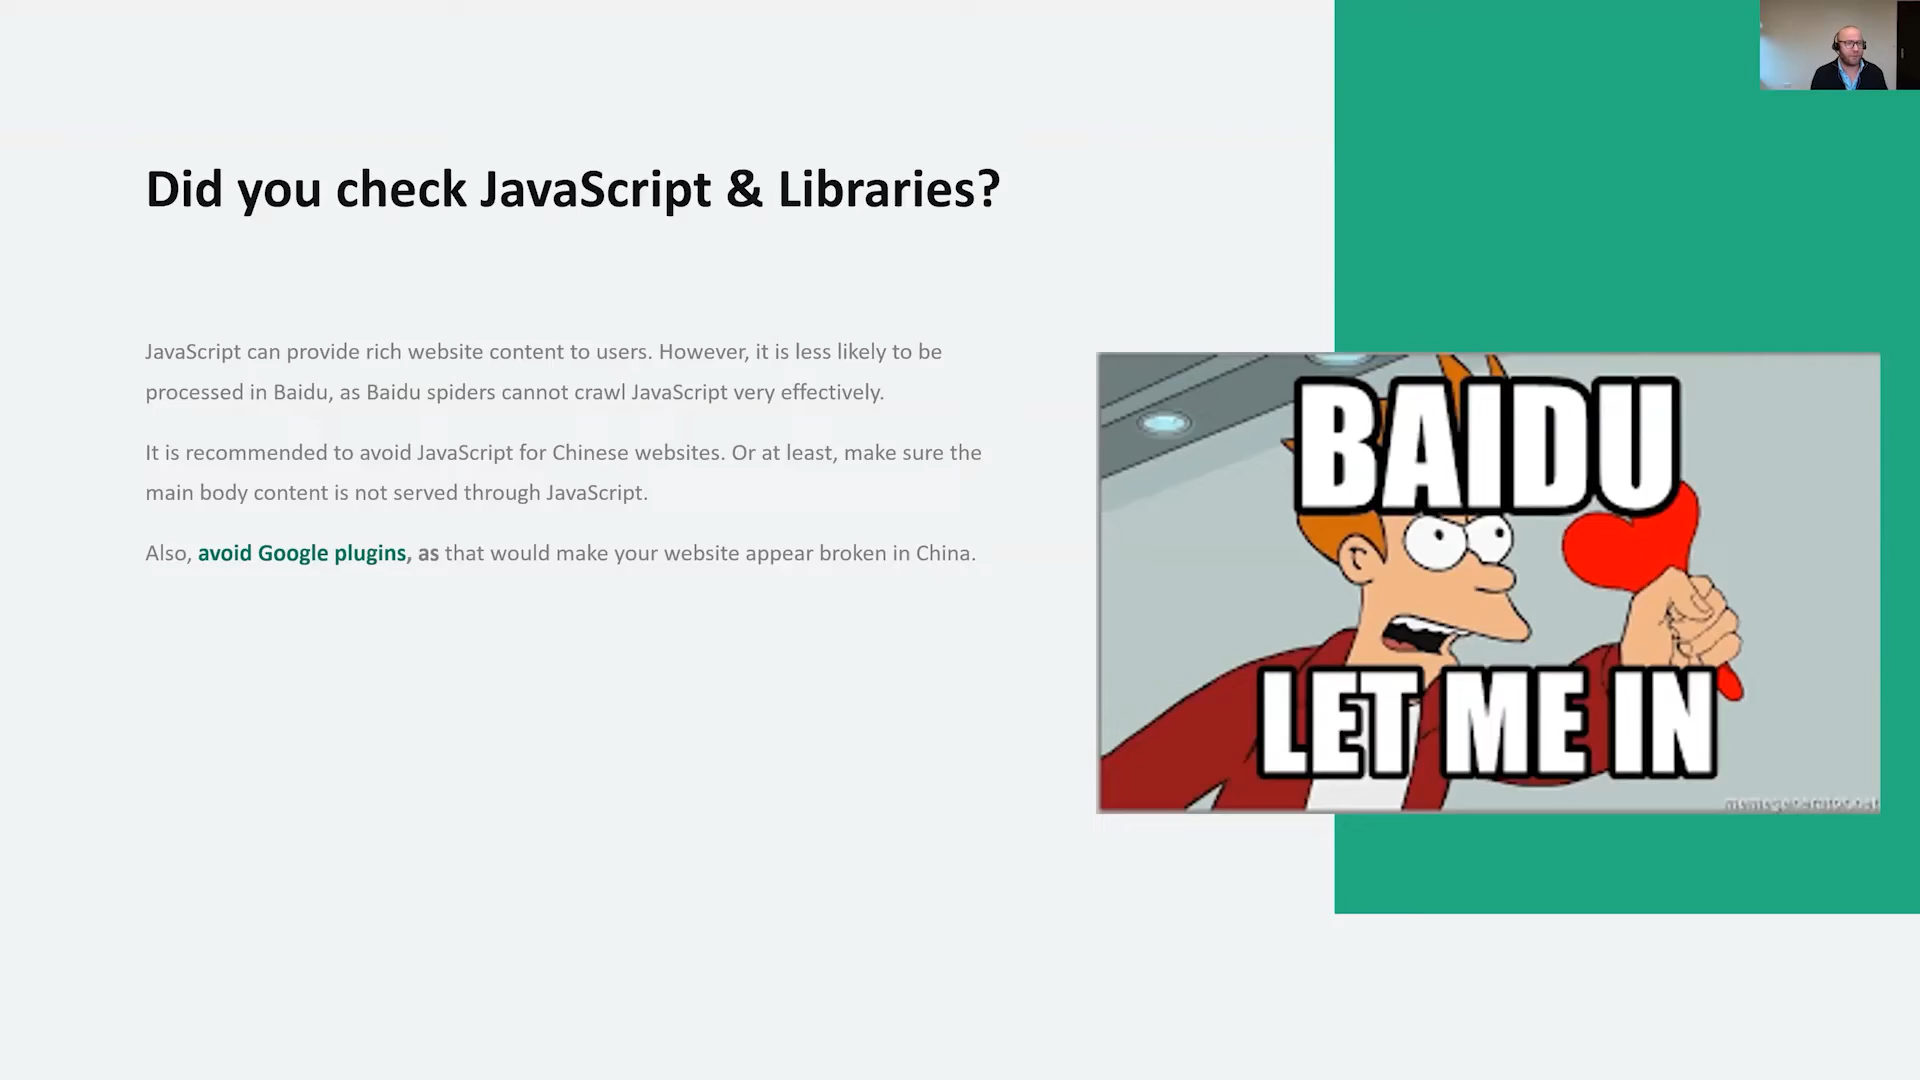 Did you check JavaScript & Libraries?
JavaScript can provide rich website content to users. However, it is less likely to be
processed in Baidu, as Baidu spiders cannot crawl JavaScript very effectively.
It is recommended to avoid JavaScript for Chinese websites. Or at least, make sure the
main body content is not served through JavaScript.
Also, avoid Google plugins, as that would make your website appear broken in China.
BAIDU
LET ME IN
memegenerator.net